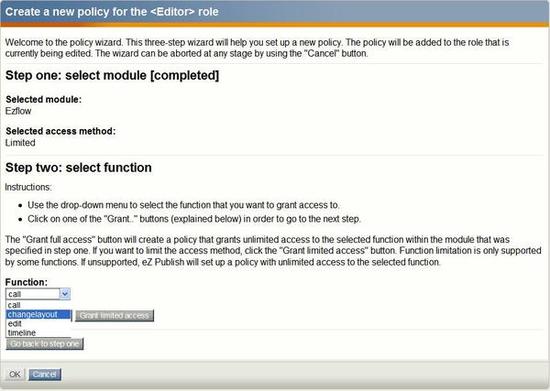 Create a new policy for the <Editor> role
Welcome to the policy wizard. This three-step wizard will help you set up a new policy. The policy will be added to the role that is
currently being edited. The wizard can be aborted at any stage by using the "Cancel" button.
Step one: select module [completed]
Selected module:
Ezflow
Selected access method:
Limited
Step two: select function
Instructions:
• Use the drop-down menu to select the function that you want to grant access to.
• Click on one of the "Grant.." buttons (explained below) in order to go to the next step.
The "Grant full access" button will create a policy that grants unlimited access to the selected function within the module that was
specified in step one. If you want to limit the access method, click the "Grant limited access" button. Function limitation is only supported
by some functions. If unsupported, eZ Publish will set up a policy with unlimited access to the selected function.
Function:
call
call
changelayout
Grant limited access
edit
timeline
Go back to step one
OK
Cancel